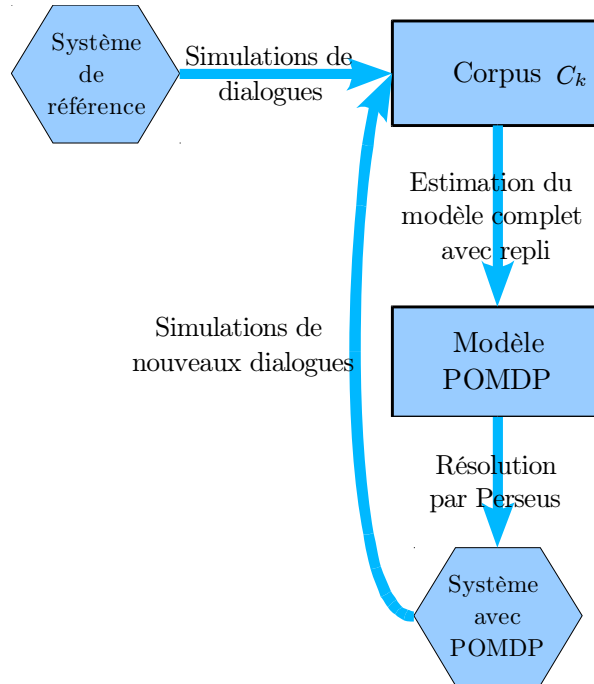 Système
de
référence
Simulations de
dialogues
Corpus C_k
Estimation du
modèle complet
avec repli
Simulations de
nouveaux dialogues
Modèle
POMDP
Résolution
par Perseus
Système
avec
POMDP